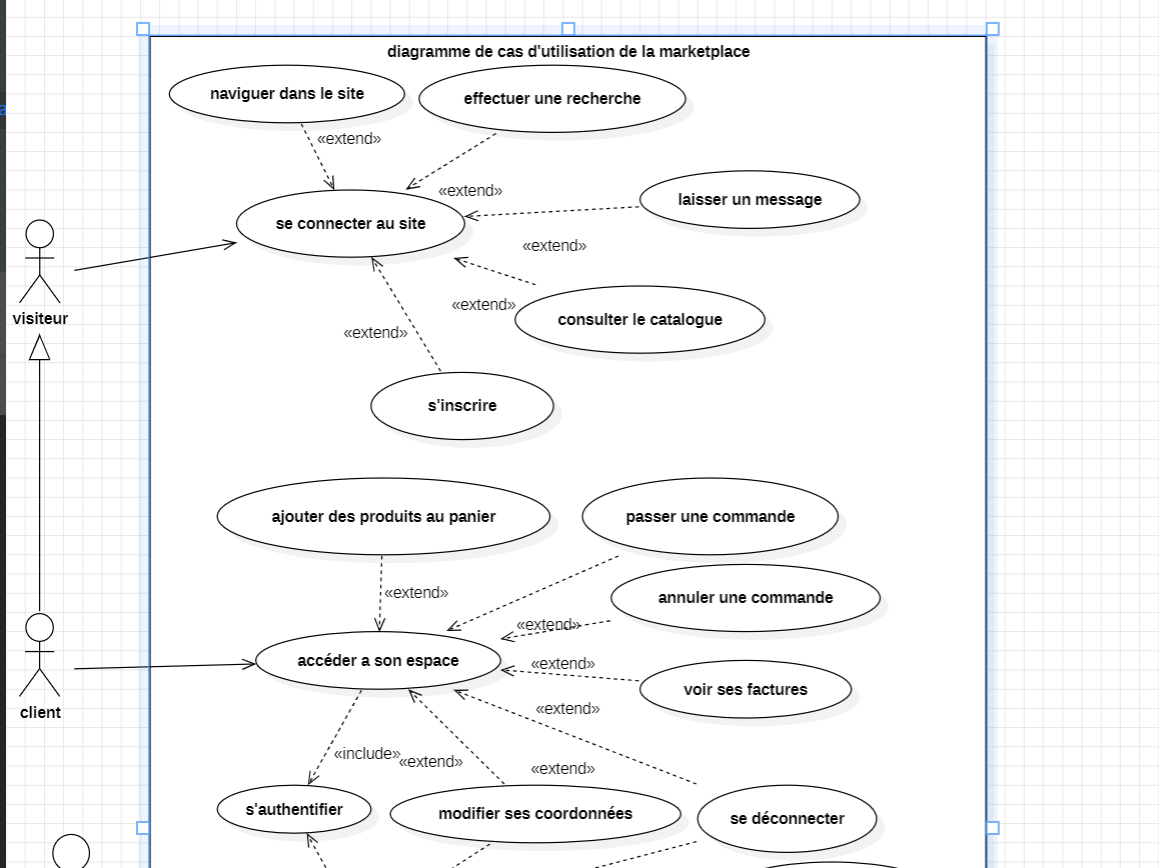 diagramme de cas d'utilisation de la marketplace
naviguer dans le site
effectuer une recherche
«extend»
«extend»
laisser un message
se connecter au site
«extend»
«extend»
visiteur
consulter le catalogue
«extend»
s'inscrire
ajouter des produits au panier
passer une commande
«extend»
annuler une commande
«extend»
accéder a son espace
«extend»
voir ses factures
client
«extend»
«include»
«extend»
«extend»
s'authentifier
modifier ses coordonnées
se déconnecter